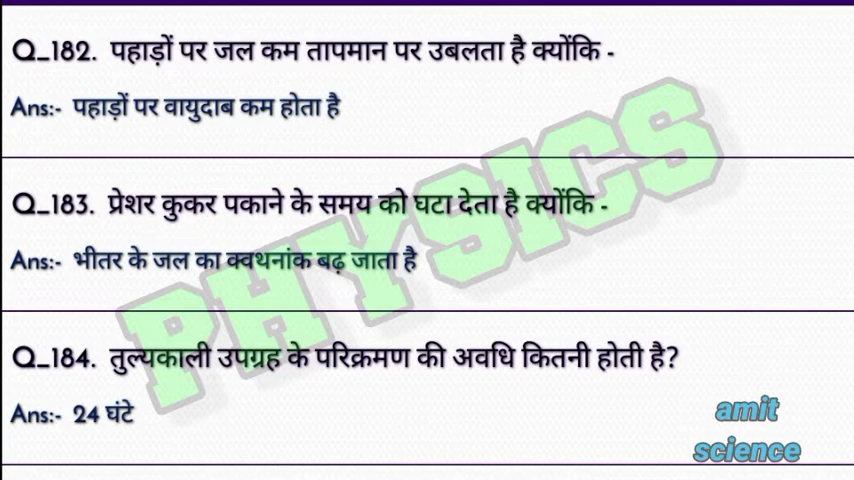 Q_182. पहाड़ों पर जल कम तापमान पर उबलता है क्योंकि -
Ans:- पहाड़ों पर वायुदाब कम होता है
Q_183. प्रेशर कुकर पकाने के समय को घटा देता है क्योंकि -
Ans:- भीतर के जल का क्वथनांक बढ़ जाता है
Q_184. तुल्यकाली उपग्रह के परिक्रमण की अवधि कितनी होती है?
Ans:- 24 घंटे
PHYSICS
amit
science